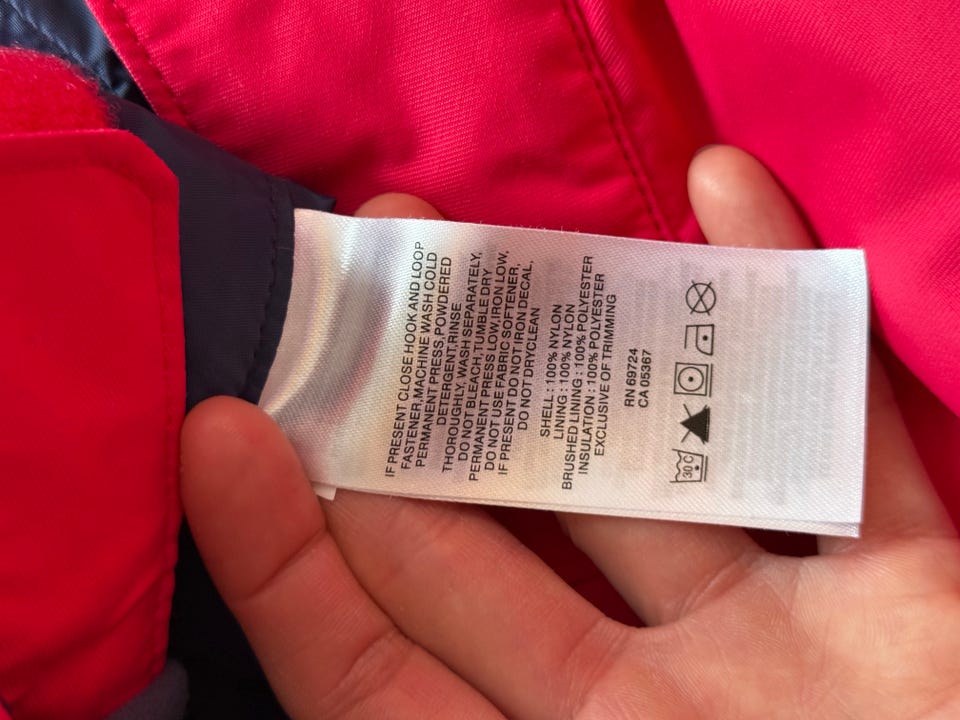 IF PRESENT CLOSE HOOK AND LOOP
FASTENER,MACHINE WASH COLD
PERMANENT PRESS,POWDERED
DETERGENT,RINSE
THOROUGHLY, WASH SEPARATELY,
DO NOT BLEACH,TUMBLE DRY
PERMANENT PRESS LOW,IRON LOW,
DO NOT USE FABRIC SOFTENER,
IF PRESENT DO NOT IRON DECAL,
DO NOT DRYCLEAN
SHELL : 100% NYLON
LINING : 100% NYLON
BRUSHED LINING : 100% POLYESTER
INSULATION : 100% POLYESTER
EXCLUSIVE OF TRIMMING
RN 69724
CA 05367
30 C